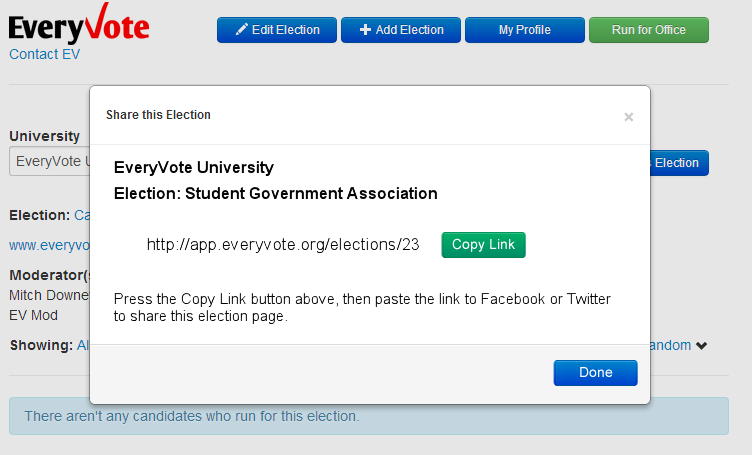 EveryVote
Contact EV
Edit Election
Add Election
My Profile
Run for Office
Share this Election
×
University
EveryVote U
Election
EveryVote University
Election: Student Government Association
Election: Ca
http://app.everyvote.org/elections/23
Copy Link
www.everyvo
Moderator(s
Mitch Downe
EV Mod
Press the Copy Link button above, then paste the link to Facebook or Twitter
to share this election page.
Showing: Al
andom
Done
There aren't any candidates who run for this election.